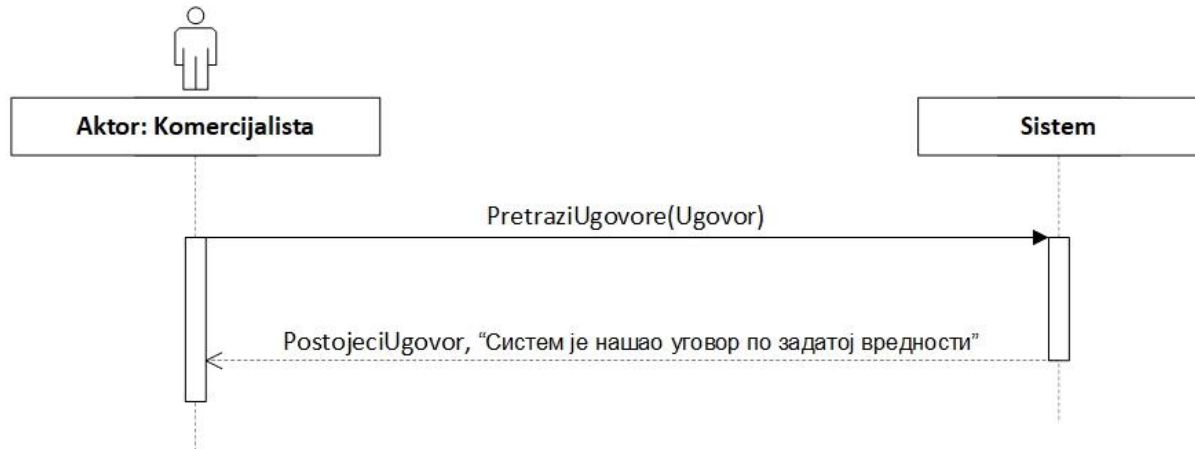 Aktor: Komercijalista
Sistem
PretraziUgovore(Ugovor)
PostojeciUgovor, “Систем је нашао уговор по задатој вредности”